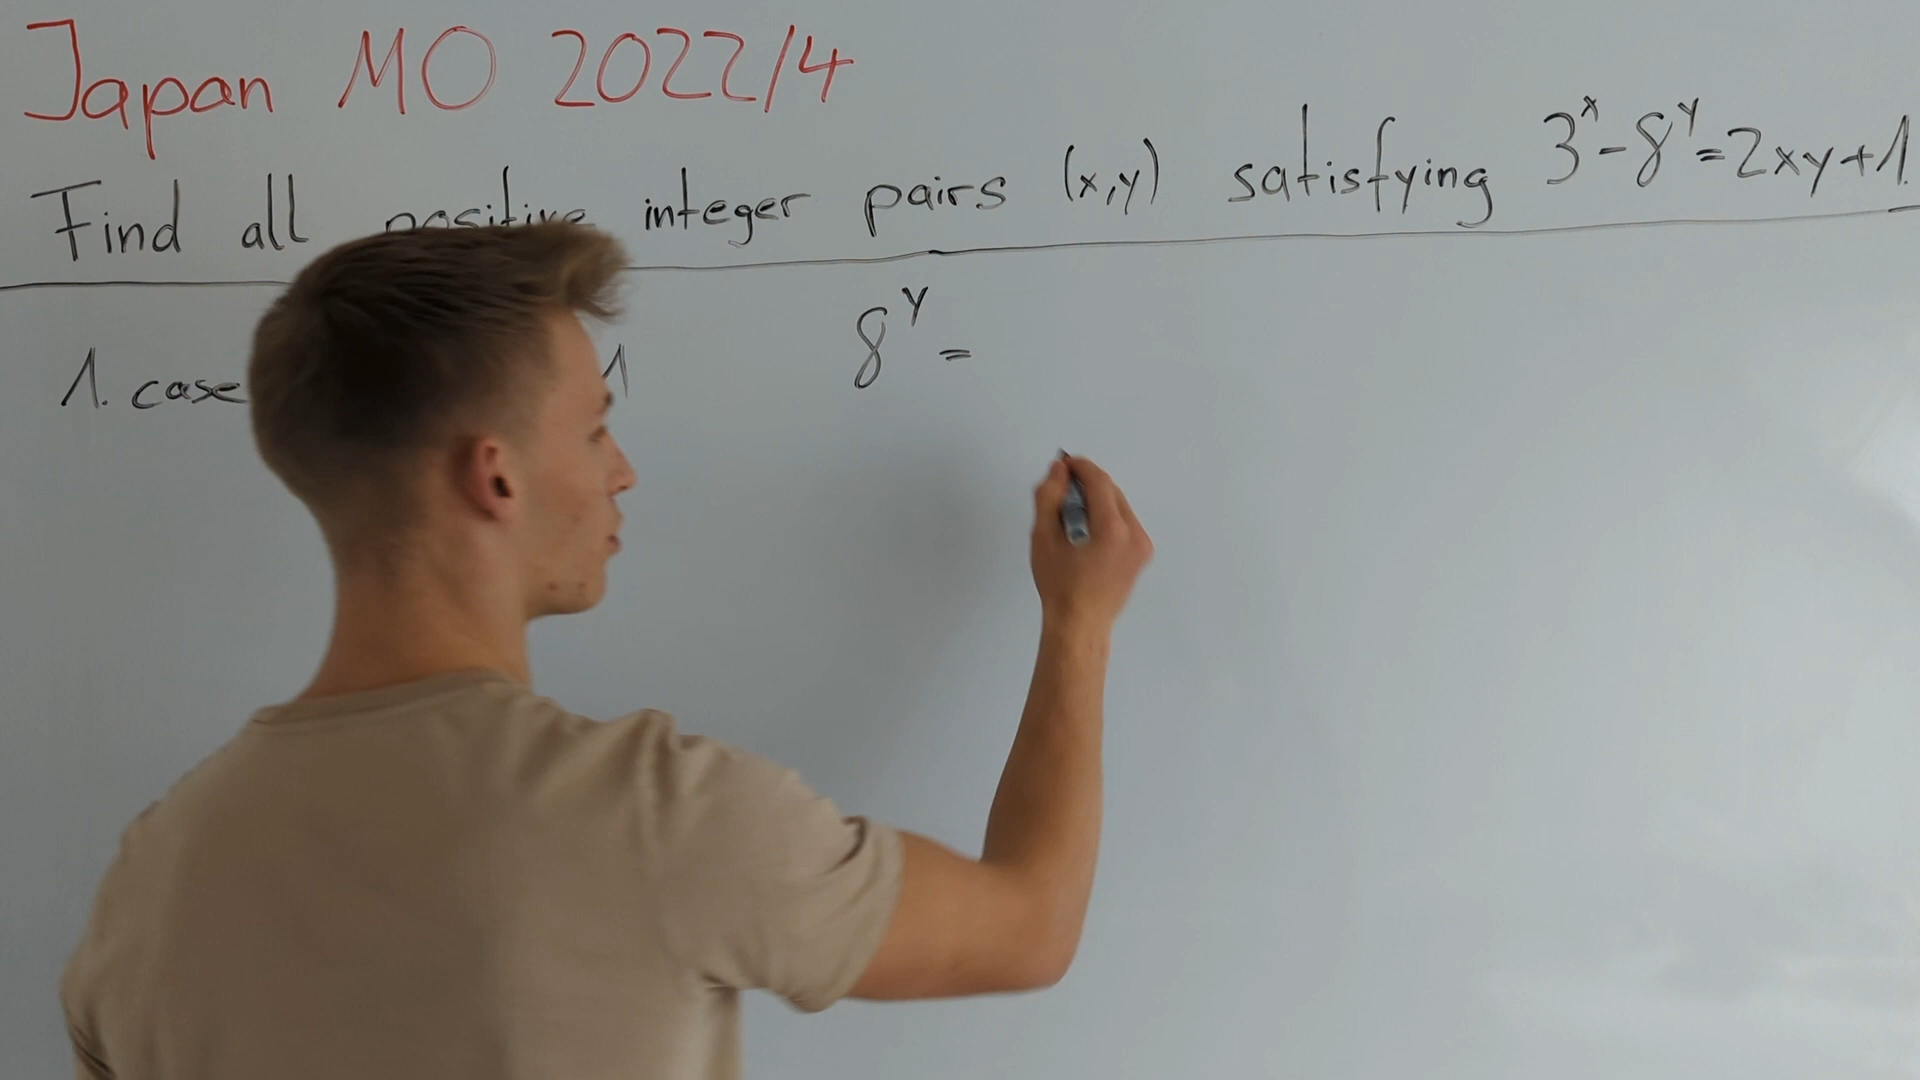 Japan MO 2022/4
Find all positive integer pairs (x,y) satisfying 3^x - 8^y = 2xy + 1.
1. case 1
8^y =